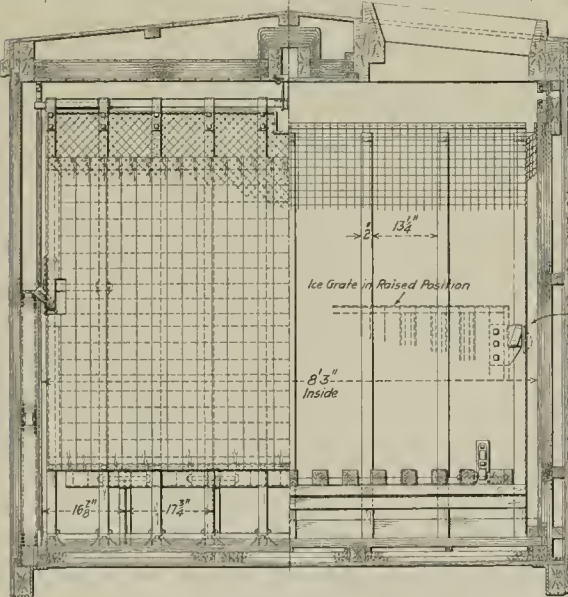 2" 13¼"
Ice Grate in Raised Position
8'3"
Inside
16⅞" 17¾"